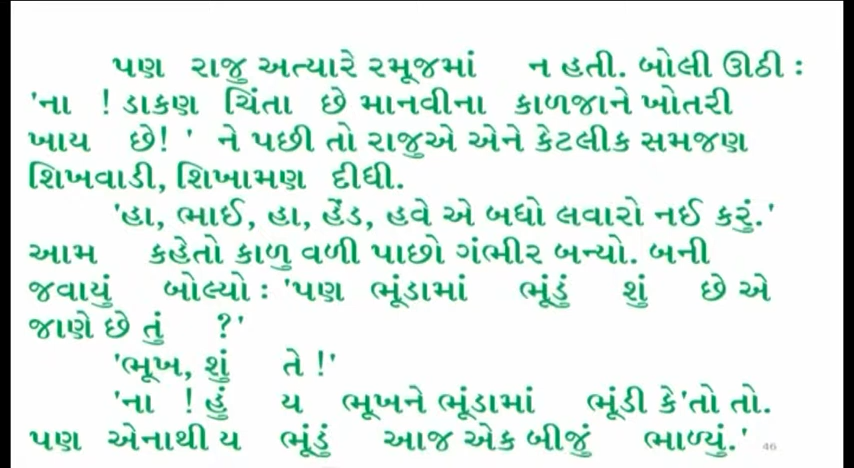 પણ રાજુ અત્યારે રમૂજમાં ન હતી. બોલી ઊઠી :
'ના ! ડાકણ ચિંતા છે માનવીના કાળજાને ખોતરી
ખાય છે! ' ને પછી તો રાજુએ એને કેટલીક સમજણ
શિખવાડી, શિખામણ દીધી.
'હા, ભાઈ, હા, હેંડ, હવે એ બધો લવારો નઈ કરું.'
આમ કહેતો કાળુ વળી પાછો ગંભીર બન્યો. બની
જવાયું બોલ્યો : 'પણ ભૂંડામાં ભૂંડું શું છે એ
જાણે છે તું ?'
'ભૂખ, શું તે !'
'ના ! હું ય ભૂખને ભૂંડામાં ભૂંડી કે'તો તો.
પણ એનાથી ય ભૂંડું આજ એક બીજું ભાળ્યું.' 46